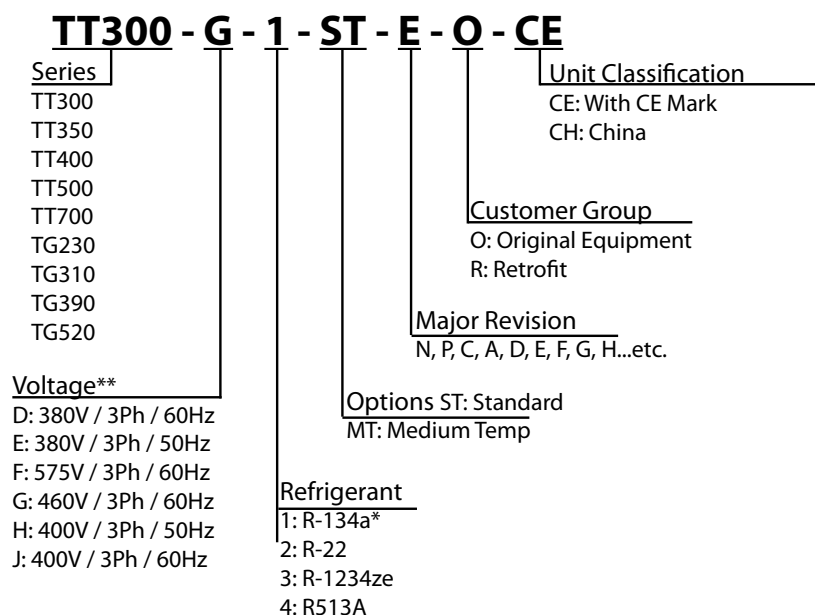 TT300 - G - 1 - ST - E - O - CE
Series
TT300
TT350
TT400
TT500
TT700
TG230
TG310
TG390
TG520
Unit Classification
CE: With CE Mark
CH: China
Customer Group
O: Original Equipment
R: Retrofit
Major Revision
N, P, C, A, D, E, F, G, H...etc.
Options ST: Standard
MT: Medium Temp
Voltage**
D: 380V / 3Ph / 60Hz
E: 380V / 3Ph / 50Hz
F: 575V / 3Ph / 60Hz
G: 460V / 3Ph / 60Hz
H: 400V / 3Ph / 50Hz
J: 400V / 3Ph / 60Hz
Refrigerant
1: R-134a*
2: R-22
3: R-1234ze
4: R513A